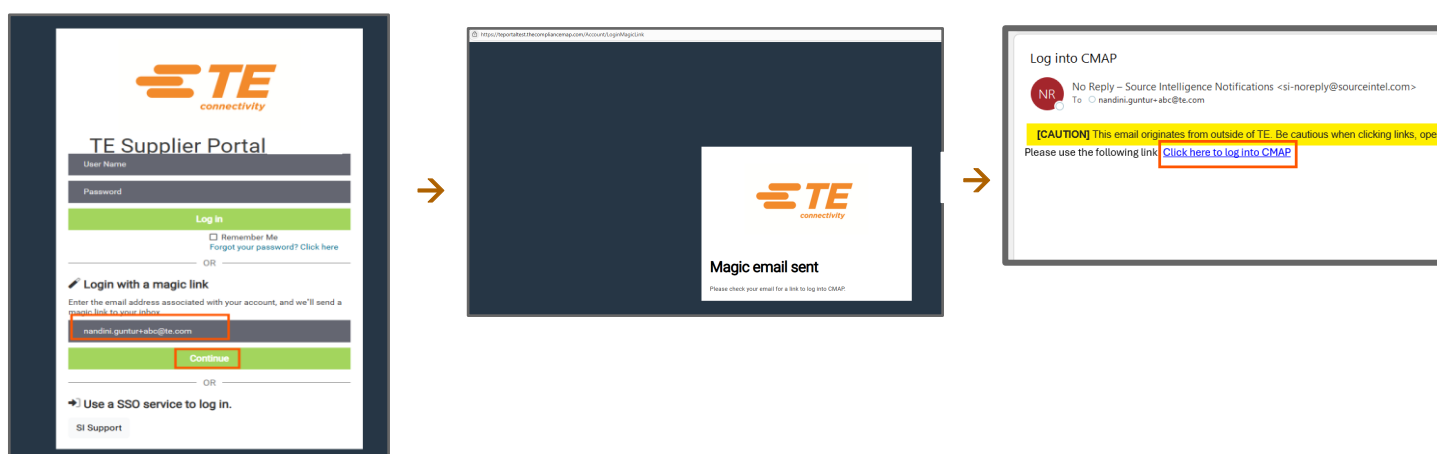 TE
connectivity
TE Supplier Portal
User Name
Password
Log in
Remember Me
Forgot your password? Click here
OR
Login with a magic link
Enter the email address associated with your account, and we'll send a
magic link to your inbox
nandini.guntur+abc@te.com
Continue
OR
Use a SSO service to log in.
SI Support
https://teportaltest.thecompliancemap.com/Account/LoginMagicLink
TE
connectivity
Magic email sent
Please check your email for a link to log into CMAP.
Log into CMAP
NR
No Reply – Source Intelligence Notifications <si-noreply@sourceintel.com>
To nandini.guntur+abc@te.com
[CAUTION] This email originates from outside of TE. Be cautious when clicking links, ope
Please use the following link Click here to log into CMAP